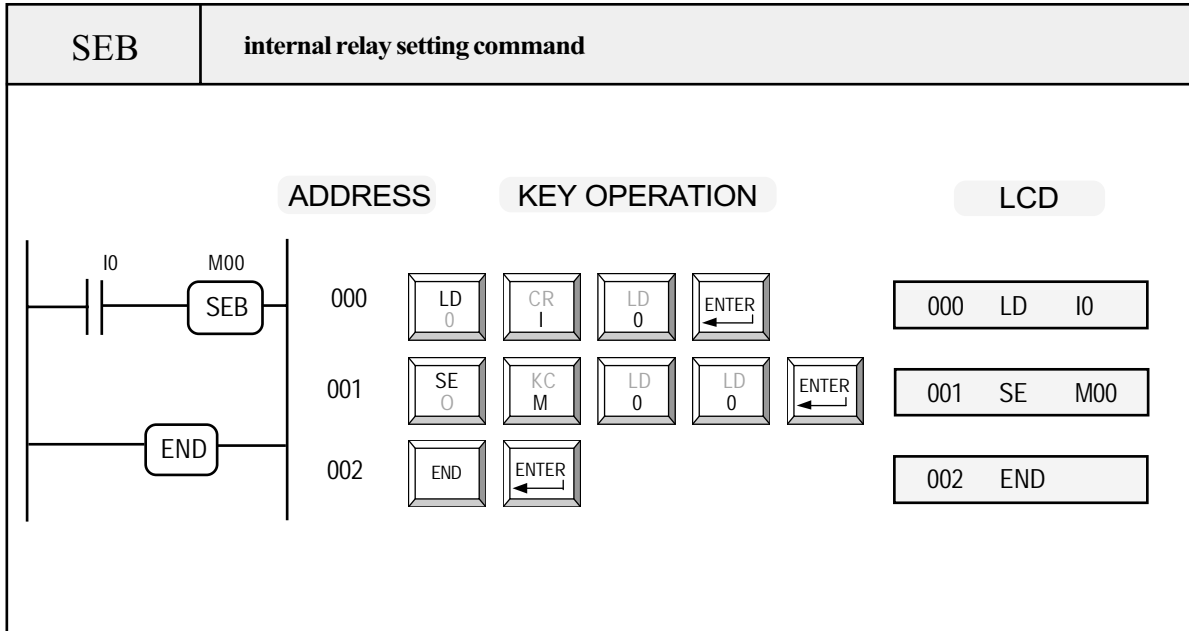 SEB internal relay setting command
ADDRESS KEY OPERATION LCD
I0 M00
SEB
000 LD 0 CR I LD 0 ENTER 000 LD I0
001 SE O KC M LD 0 LD 0 ENTER 001 SE M00
END
002 END ENTER 002 END